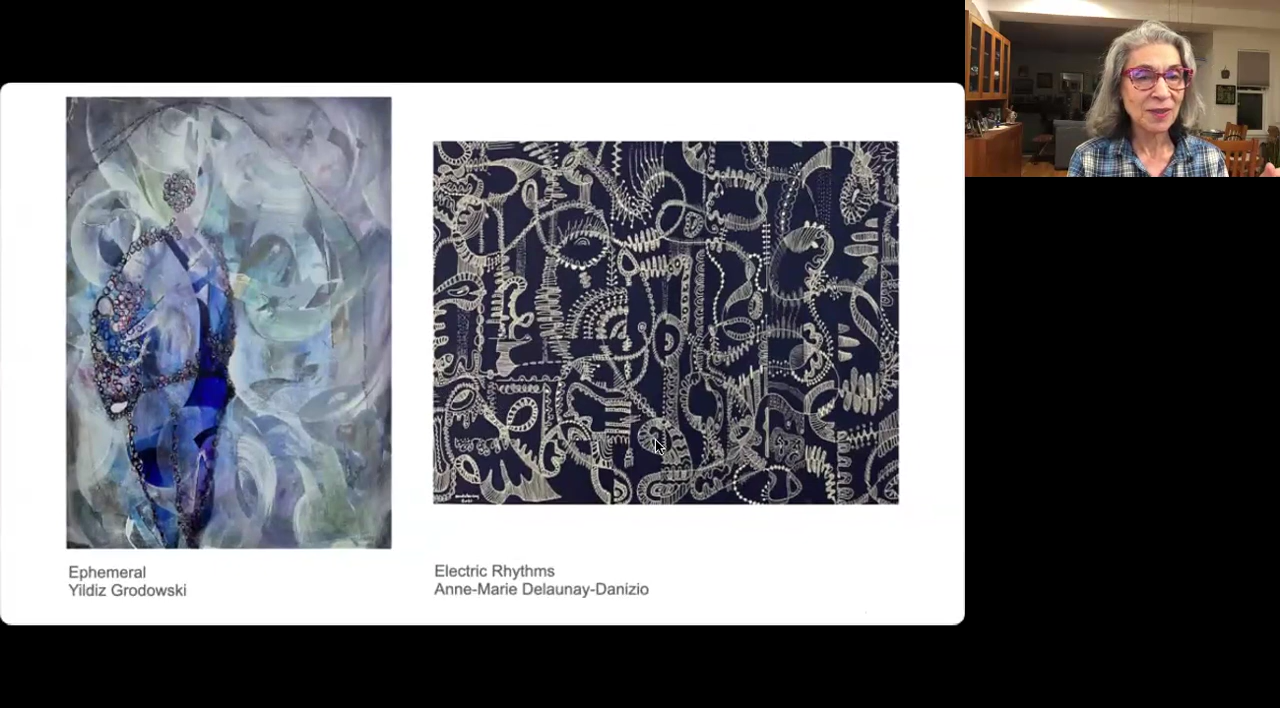 Ephemeral
Yildiz Grodowski
Electric Rhythms
Anne-Marie Delaunay-Danizio